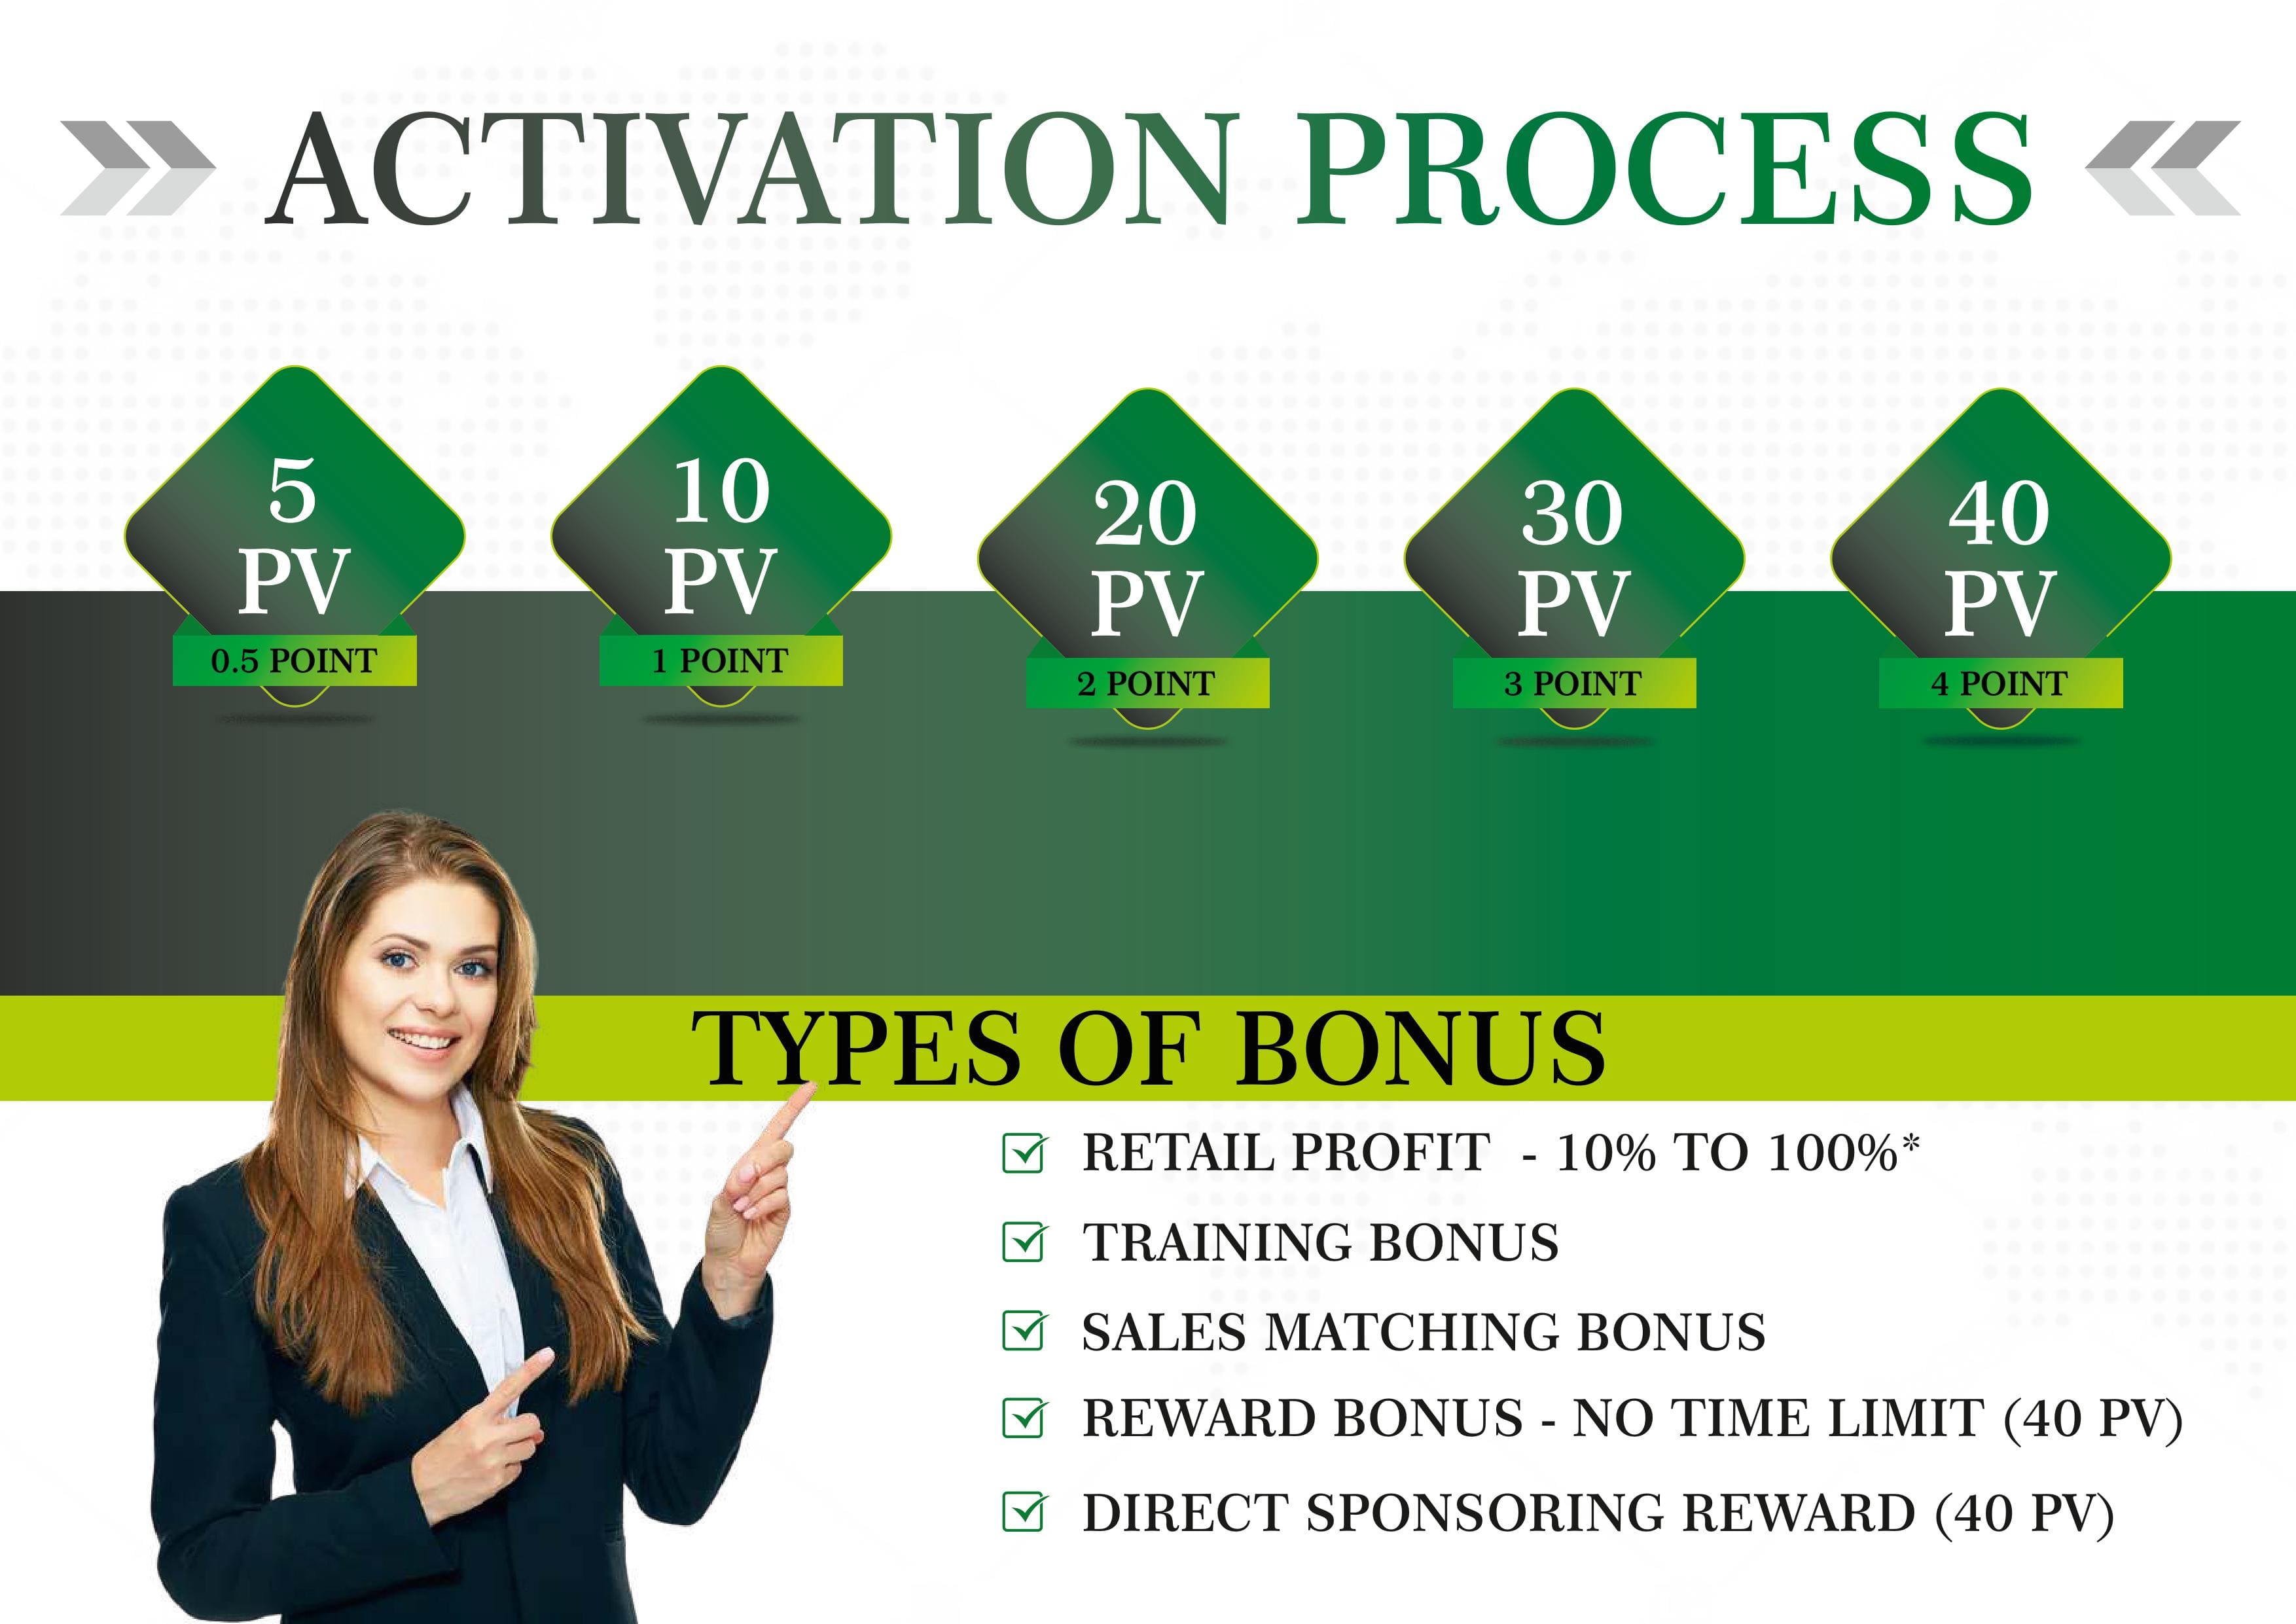 ACTIVATION PROCESS
5
PV
0.5 POINT
10
PV
1 POINT
20
PV
2 POINT
30
PV
3 POINT
40
PV
4 POINT
TYPES OF BONUS
RETAIL PROFIT - 10% TO 100%*
TRAINING BONUS
SALES MATCHING BONUS
REWARD BONUS - NO TIME LIMIT (40 PV)
DIRECT SPONSORING REWARD (40 PV)